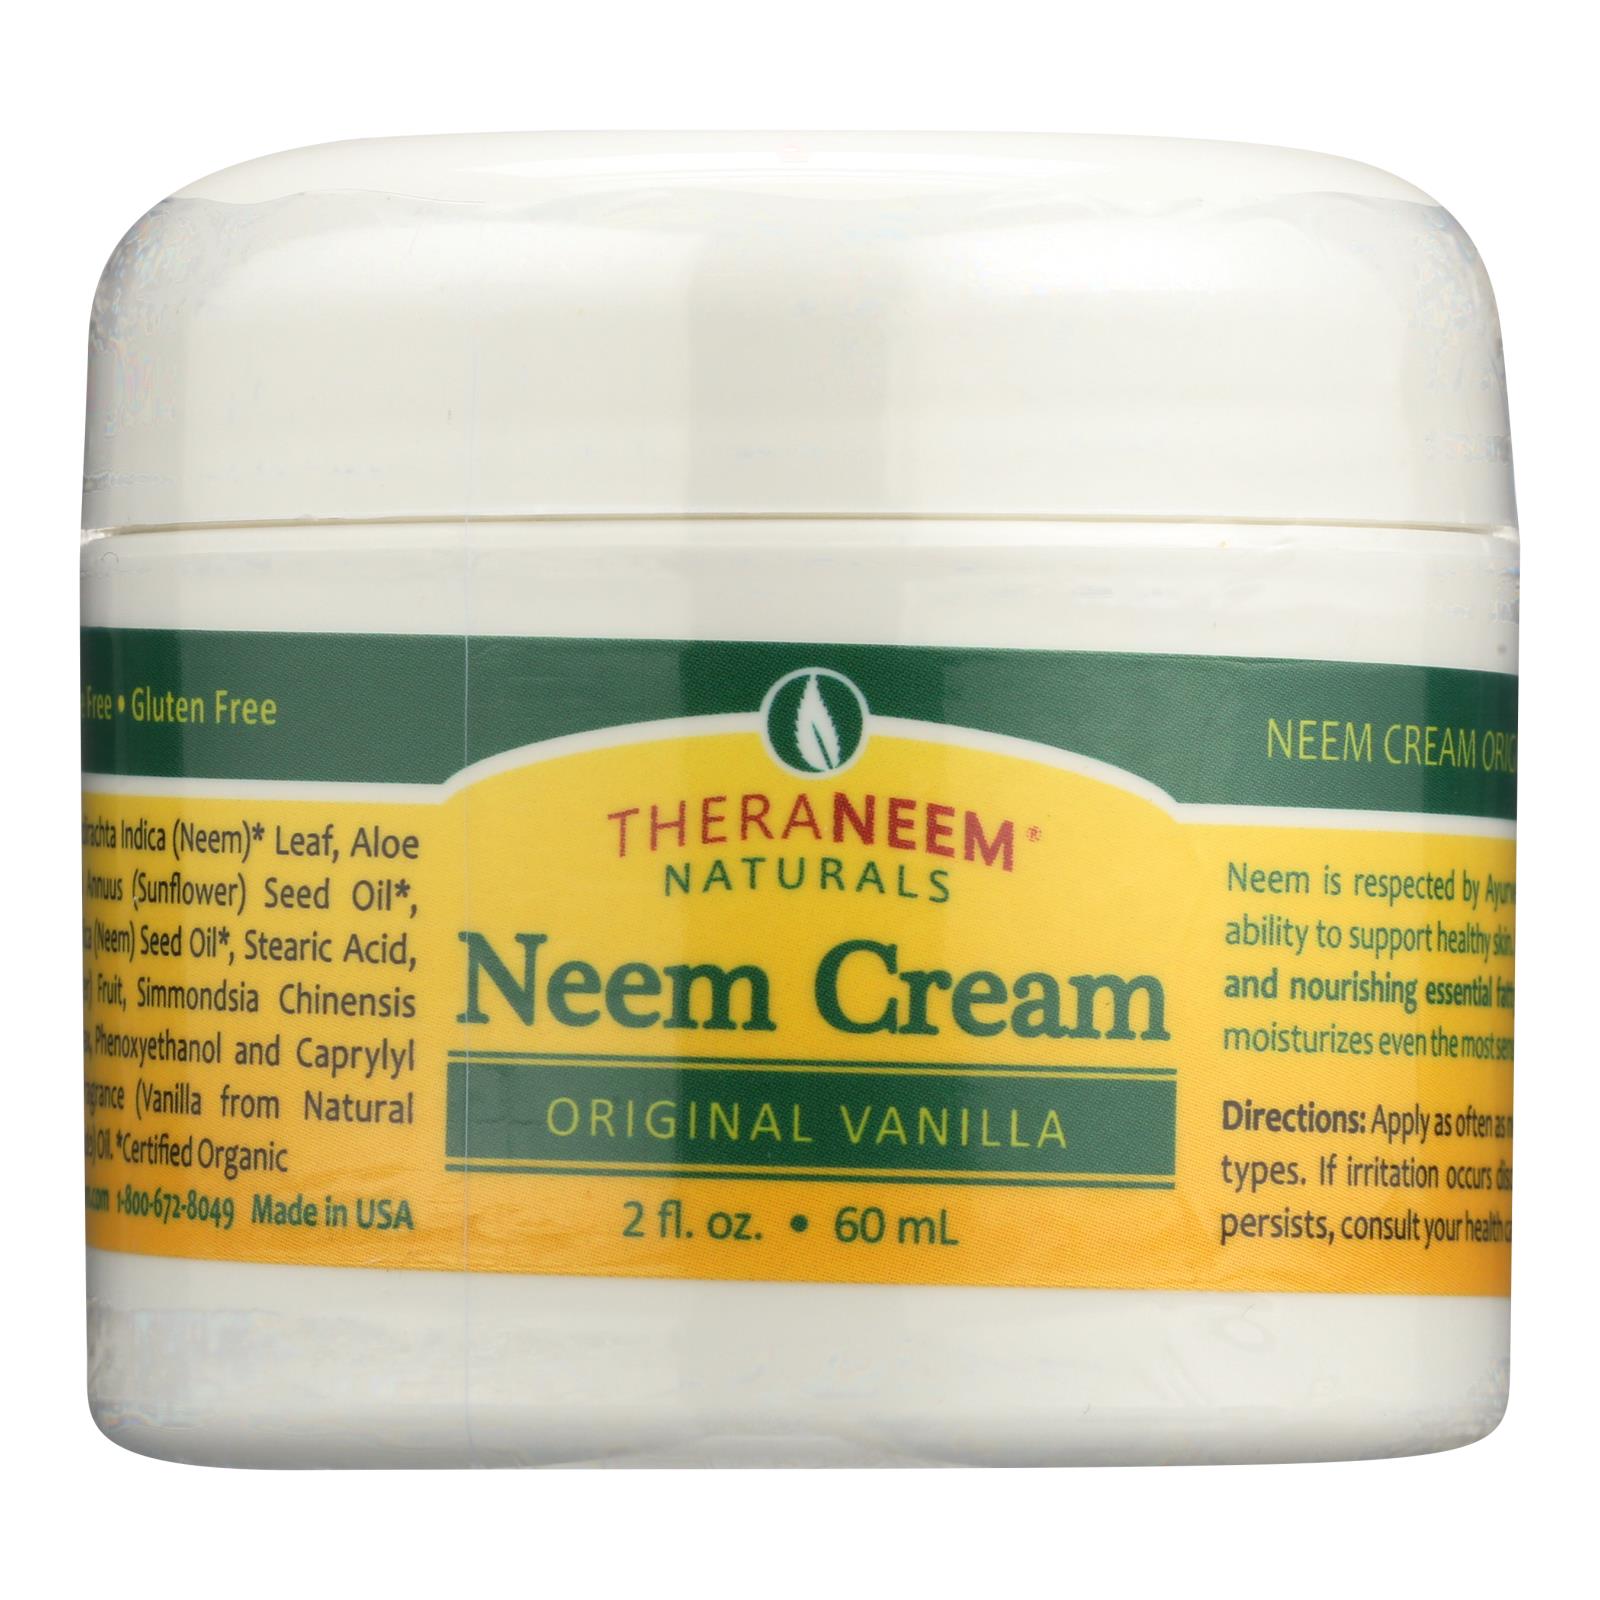 Free • Gluten Free
Indica (Neem)* Leaf, Aloe
Annuus (Sunflower) Seed Oil*,
(Neem) Seed Oil*, Stearic Acid,
Fruit, Simmondsia Chinensis
Phenoxyethanol and Caprylyl
(Vanilla from Natural
Oil. *Certified Organic
1-800-672-8049 Made in USA
THERANEEM®
NATURALS
Neem Cream
ORIGINAL VANILLA
2 fl. oz. • 60 mL
NEEM CREAM
Neem is respected by
ability to support healthy
and nourishing essential
moisturizes even the most
Directions: Apply as often as
types. If irritation occurs
persists, consult your